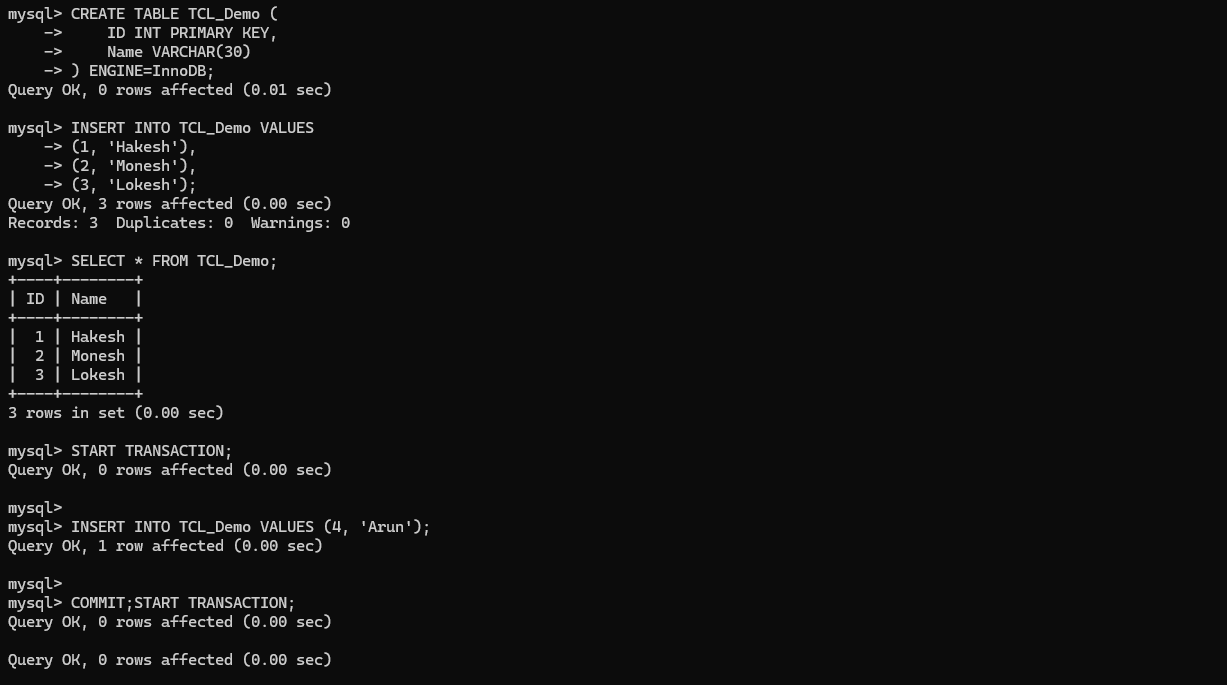 mysql> CREATE TABLE TCL_Demo (
    ->     ID INT PRIMARY KEY,
    ->     Name VARCHAR(30)
    -> ) ENGINE=InnoDB;
Query OK, 0 rows affected (0.01 sec)

mysql> INSERT INTO TCL_Demo VALUES
    -> (1, 'Hakesh'),
    -> (2, 'Monesh'),
    -> (3, 'Lokesh');
Query OK, 3 rows affected (0.00 sec)
Records: 3  Duplicates: 0  Warnings: 0

mysql> SELECT * FROM TCL_Demo;
+----+--------+
| ID | Name   |
+----+--------+
|  1 | Hakesh |
|  2 | Monesh |
|  3 | Lokesh |
+----+--------+
3 rows in set (0.00 sec)

mysql> START TRANSACTION;
Query OK, 0 rows affected (0.00 sec)

mysql>
mysql> INSERT INTO TCL_Demo VALUES (4, 'Arun');
Query OK, 1 row affected (0.00 sec)

mysql>
mysql> COMMIT;START TRANSACTION;
Query OK, 0 rows affected (0.00 sec)

Query OK, 0 rows affected (0.00 sec)